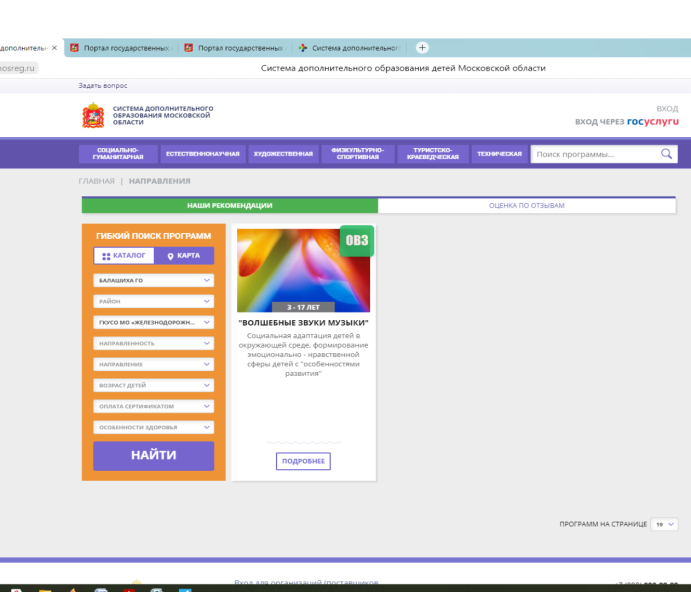 дополнительн ×
Портал государственных
Портал государственных
Система дополнительног
osreg.ru
Система дополнительного образования детей Московской области
Задать вопрос
СИСТЕМА ДОПОЛНИТЕЛЬНОГО
ОБРАЗОВАНИЯ МОСКОВСКОЙ
ОБЛАСТИ
ВХОД
ВХОД ЧЕРЕЗ госуслуги
СОЦИАЛЬНО-
ГУМАНИТАРНАЯ
ЕСТЕСТВЕННОНАУЧНАЯ
ХУДОЖЕСТВЕННАЯ
ФИЗКУЛЬТУРНО-
СПОРТИВНАЯ
ТУРИСТСКО-
КРАЕВЕДЧЕСКАЯ
ТЕХНИЧЕСКАЯ
Поиск программы...
ГЛАВНАЯ | НАПРАВЛЕНИЯ
НАШИ РЕКОМЕНДАЦИИ
ОЦЕНКА ПО ОТЗЫВАМ
ГИБКИЙ ПОИСК ПРОГРАММ
КАТАЛОГ
КАРТА
БАЛАШИХА ГО
РАЙОН
ГКУСО МО «ЖЕЛЕЗНОДОРОЖН...
НАПРАВЛЕННОСТЬ
НАПРАВЛЕНИЕ
ВОЗРАСТ ДЕТЕЙ
ОПЛАТА СЕРТИФИКАТОМ
ОСОБЕННОСТИ ЗДОРОВЬЯ
НАЙТИ
ОВЗ
3 - 17 ЛЕТ
"ВОЛШЕБНЫЕ ЗВУКИ МУЗЫКИ"
Социальная адаптация детей в
окружающей среде, формирование
эмоционально - нравственной
сферы детей с "особенностями
развития"
ПОДРОБНЕЕ
ПРОГРАММ НА СТРАНИЦЕ
19
Вход для организаций (поставщиков